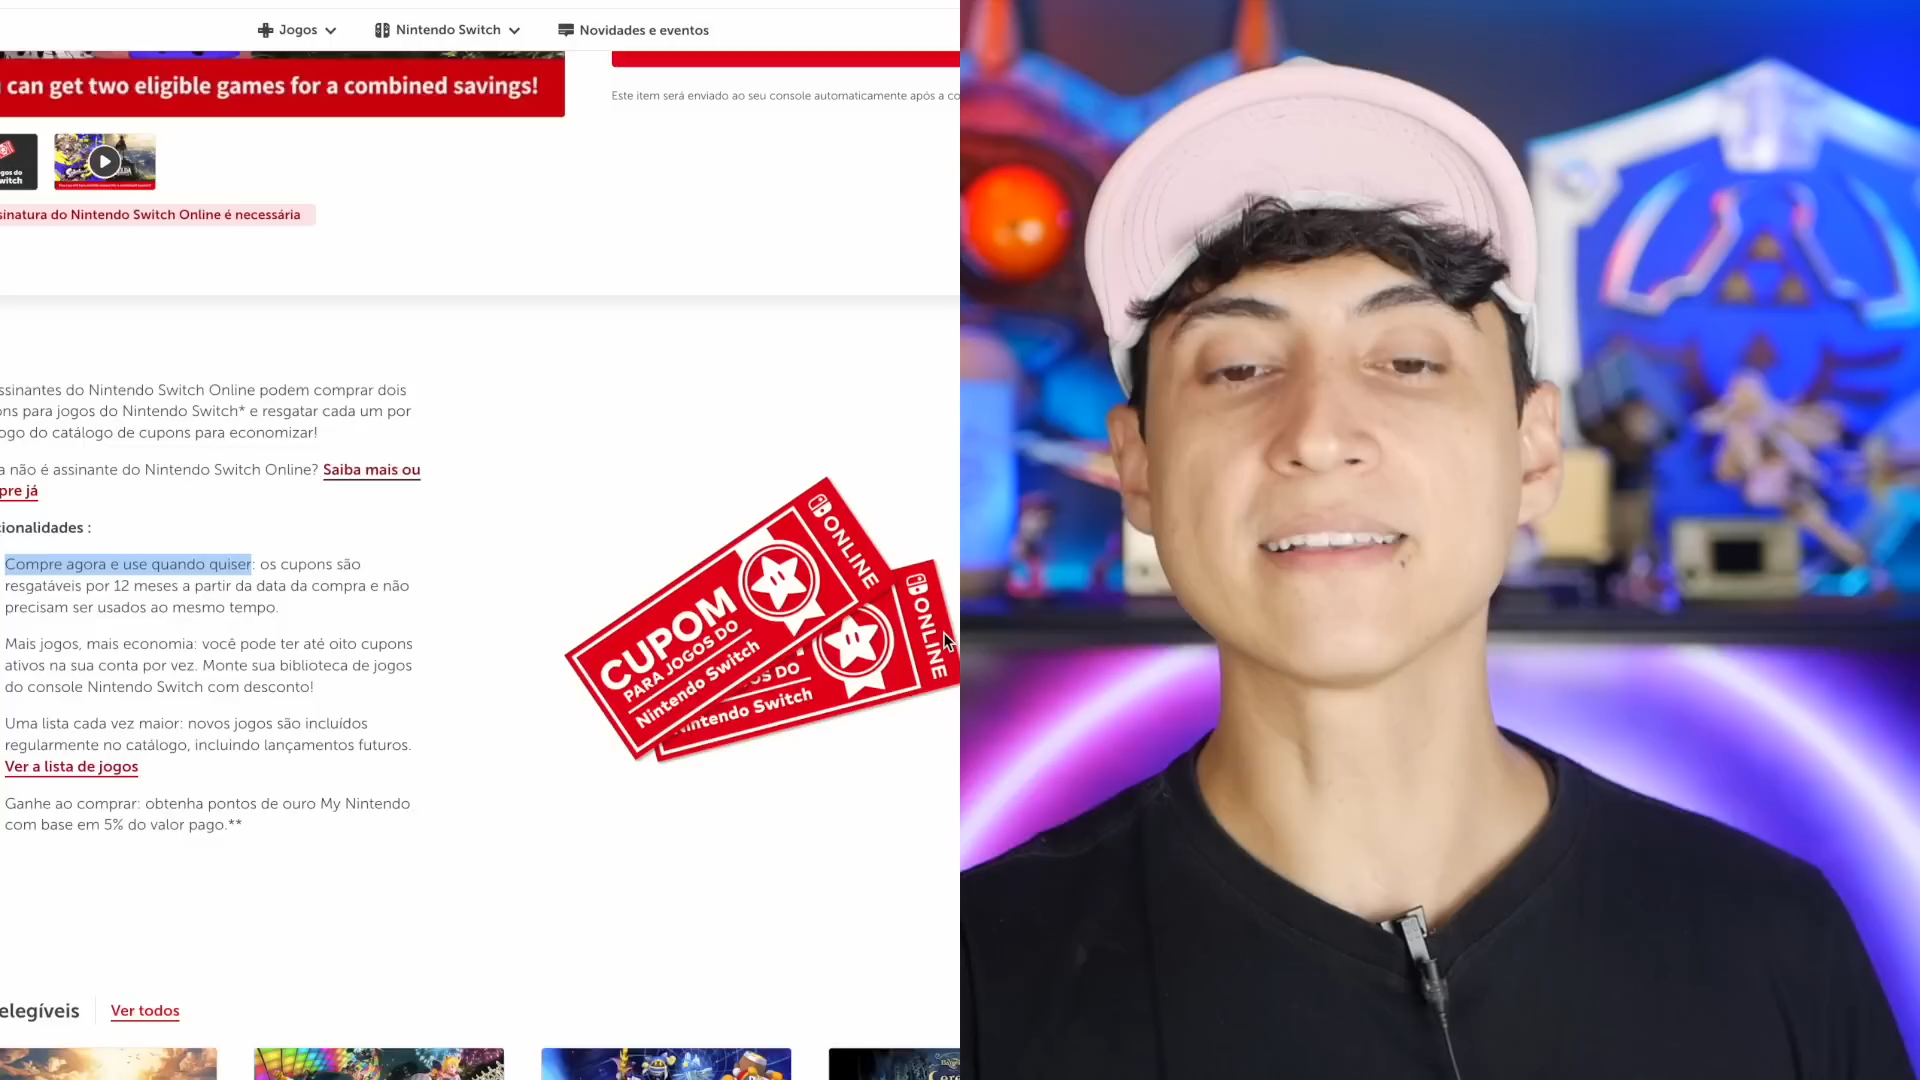 Jogos
Nintendo Switch
Novidades e eventos
can get two eligible games for a combined savings!
Este item será enviado ao seu console automaticamente após a co
ogos do
witch
sinatura do Nintendo Switch Online é necessária
ssinantes do Nintendo Switch Online podem comprar dois
ons para jogos do Nintendo Switch* e resgatar cada um por
ogo do catálogo de cupons para economizar!
a não é assinante do Nintendo Switch Online? Saiba mais ou
pre já
cionalidades :
Compre agora e use quando quiser: os cupons são
resgatáveis por 12 meses a partir da data da compra e não
precisam ser usados ao mesmo tempo.
Mais jogos, mais economia: você pode ter até oito cupons
ativos na sua conta por vez. Monte sua biblioteca de jogos
do console Nintendo Switch com desconto!
Uma lista cada vez maior: novos jogos são incluídos
regularmente no catálogo, incluindo lançamentos futuros.
Ver a lista de jogos
Ganhe ao comprar: obtenha pontos de ouro My Nintendo
com base em 5% do valor pago.**
CUPOM
PARA JOGOS DO
Nintendo Switch
ONLINE
OS DO
Nintendo Switch
ONLINE
elegíveis
Ver todos